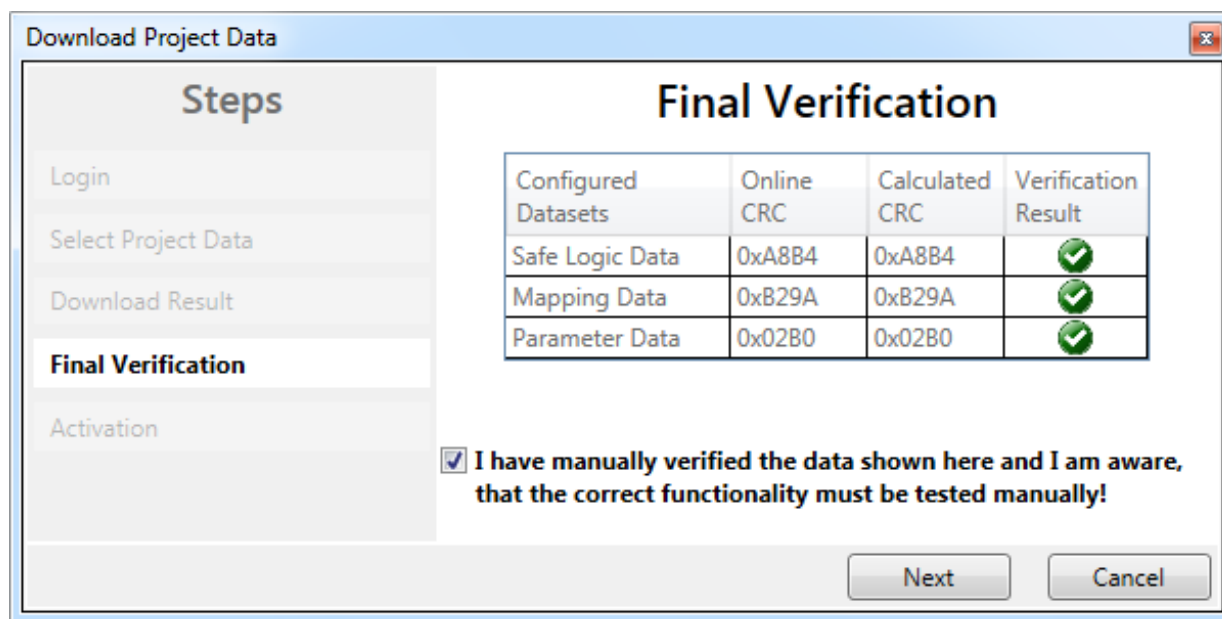 Download Project Data
Steps
Login
Select Project Data
Download Result
Final Verification
Activation
Final Verification
Configured Datasets Online CRC Calculated CRC Verification Result
Safe Logic Data 0xA8B4 0xA8B4
Mapping Data 0xB29A 0xB29A
Parameter Data 0x02B0 0x02B0
I have manually verified the data shown here and I am aware,
that the correct functionality must be tested manually!
Next Cancel